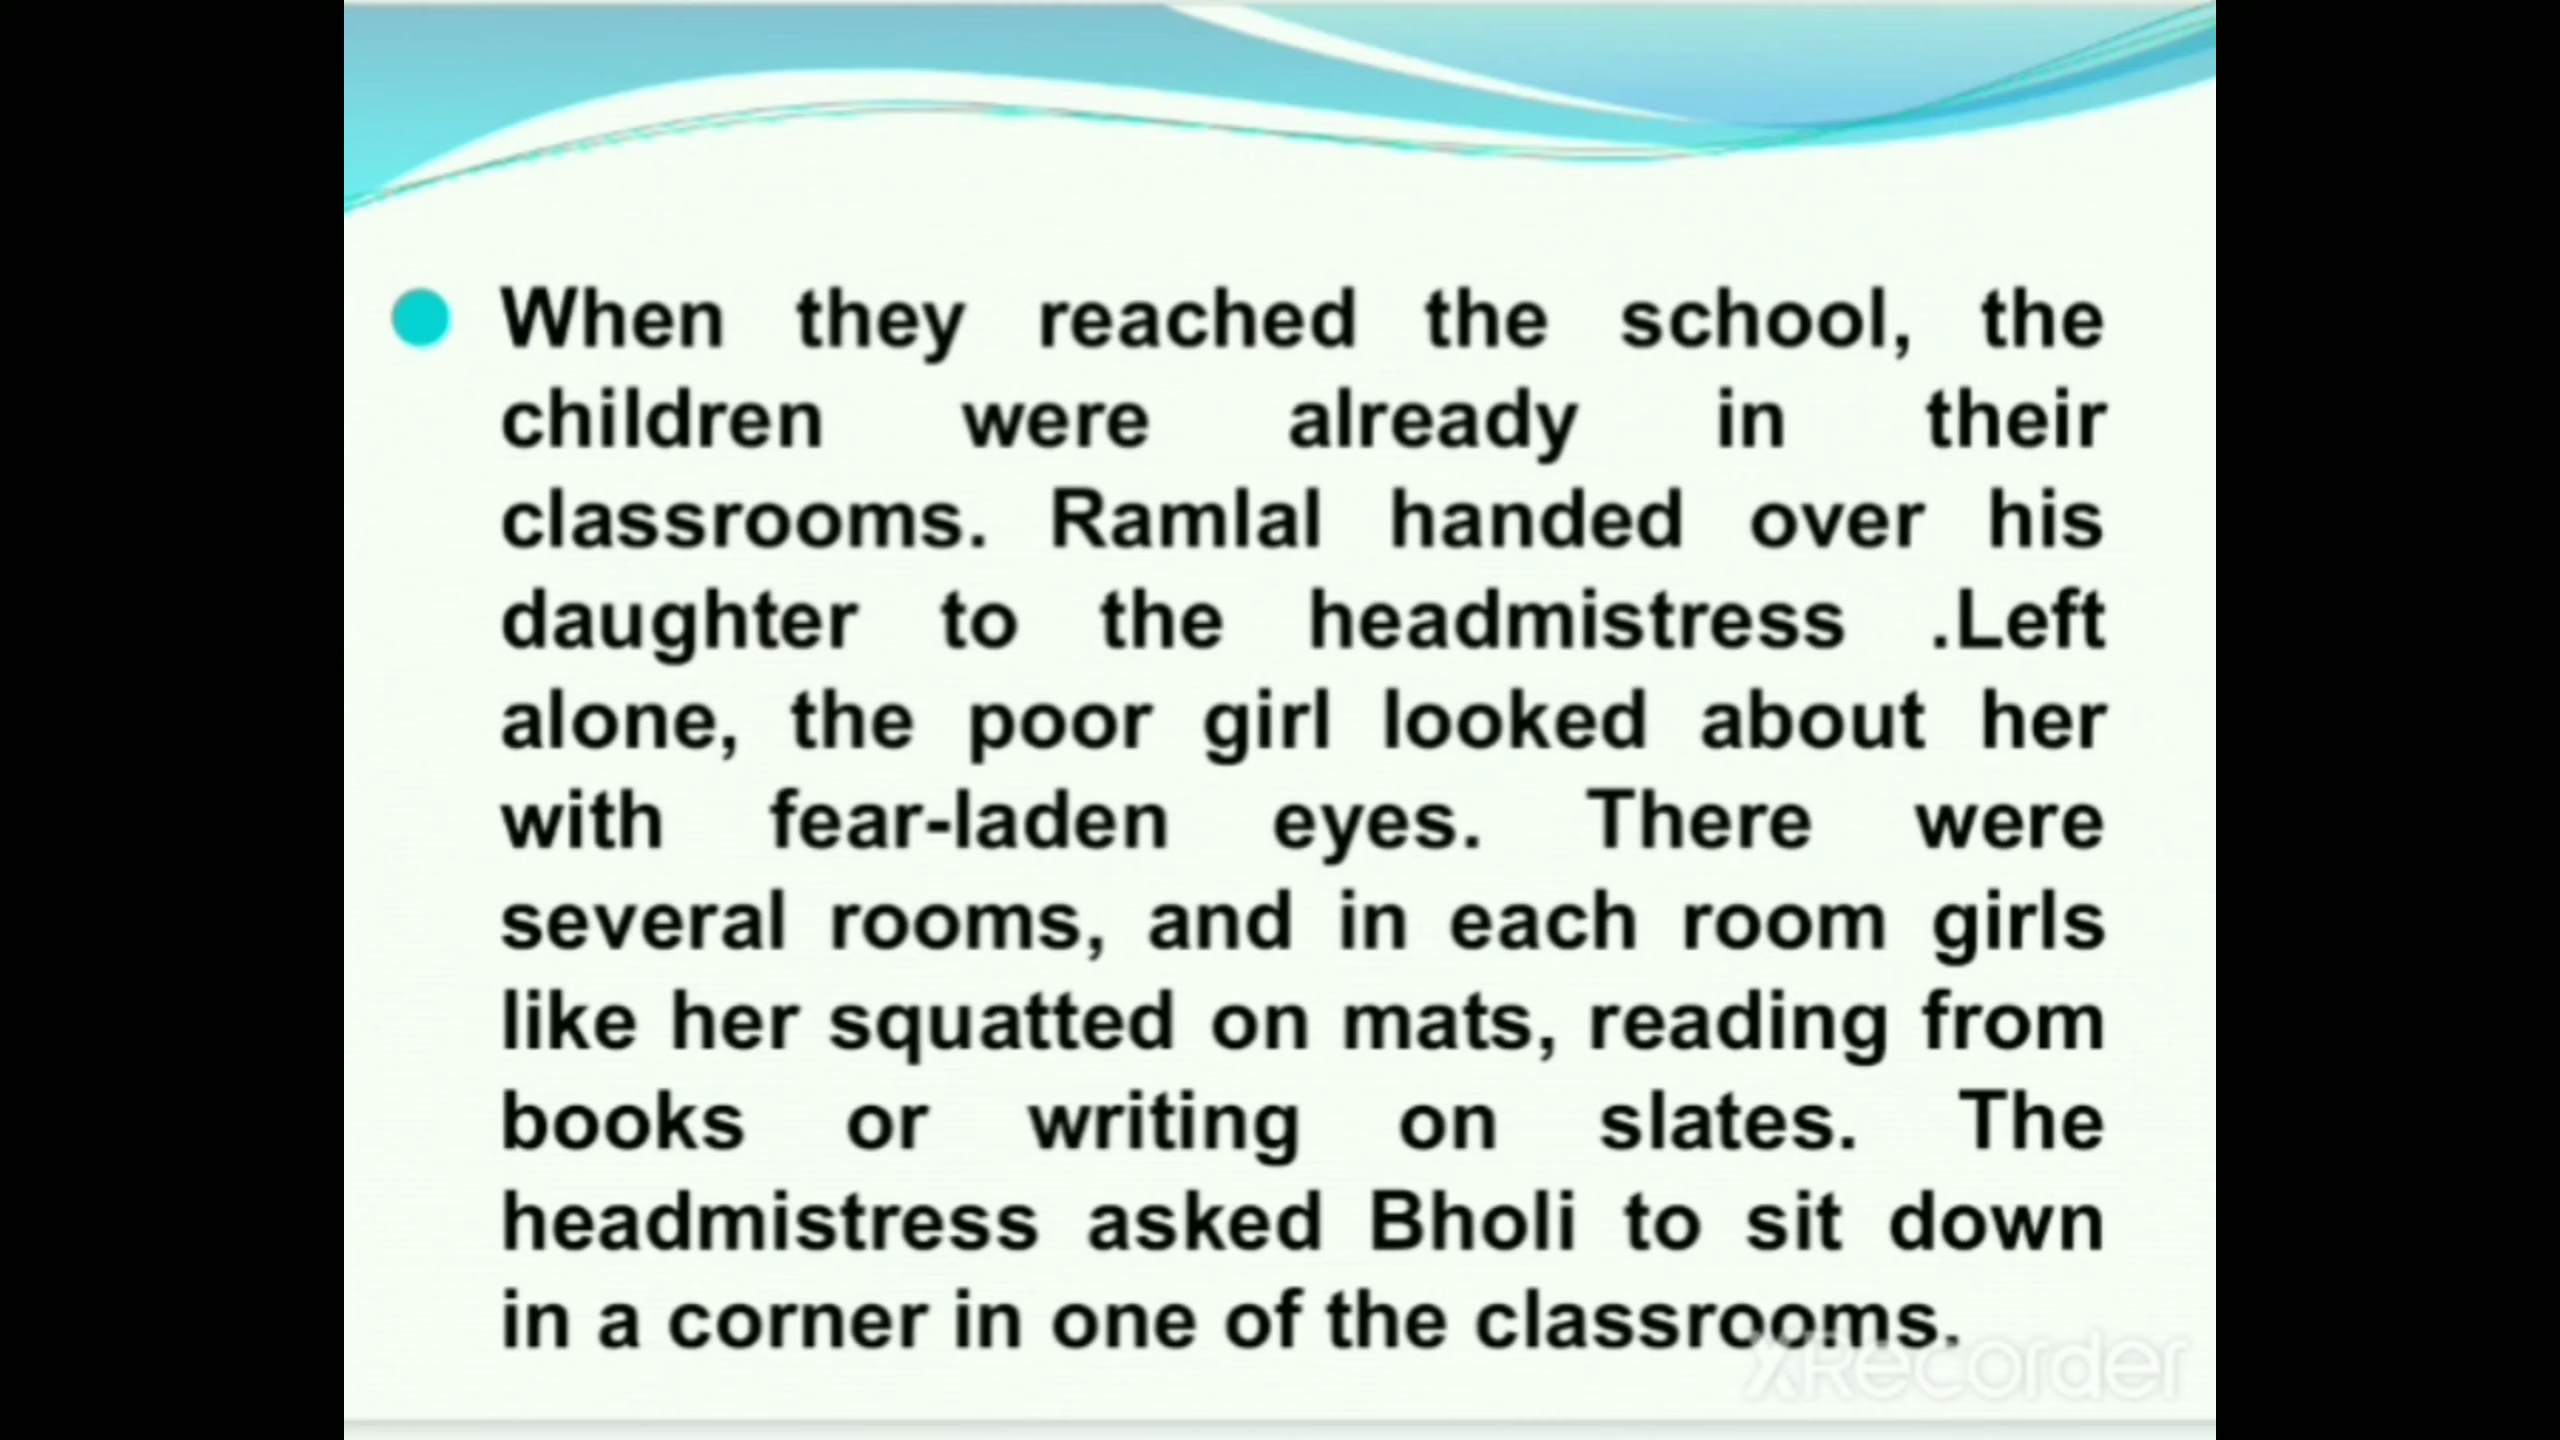 When they reached the school, the
children were already in their
classrooms. Ramlal handed over his
daughter to the headmistress .Left
alone, the poor girl looked about her
with fear-laden eyes. There were
several rooms, and in each room girls
like her squatted on mats, reading from
books or writing on slates. The
headmistress asked Bholi to sit down
in a corner in one of the classrooms.
XRecorder